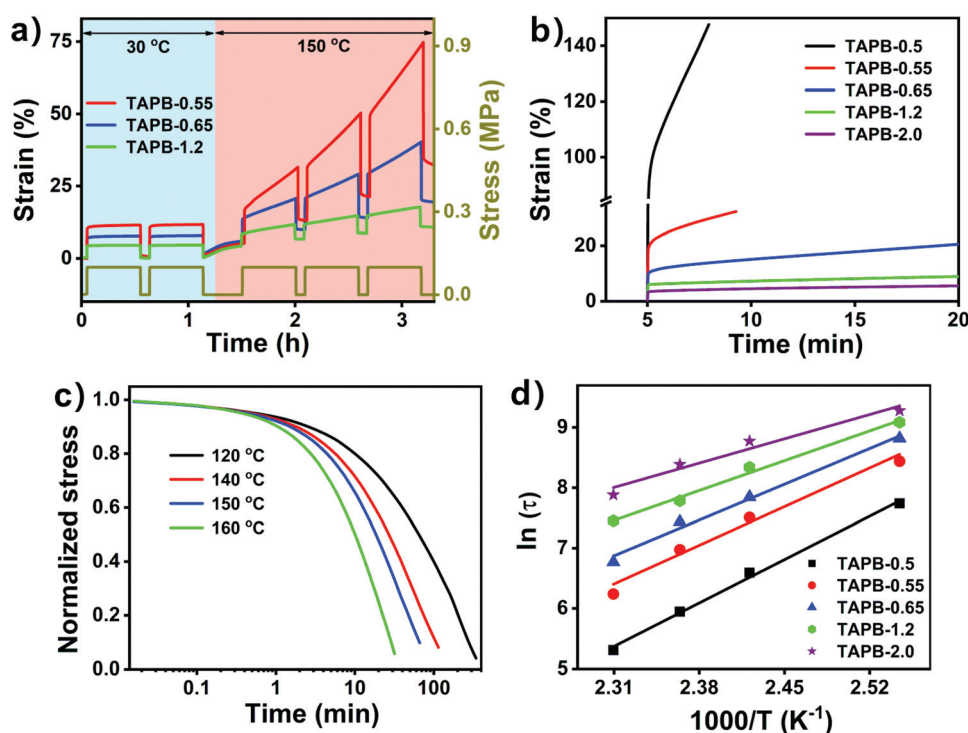 a)
30 °C
150 °C
TAPB-0.55
TAPB-0.65
TAPB-1.2
Strain (%)
75
50
25
0
0
1
2
3
Time (h)
0.9
0.6
0.3
0.0
Stress (MPa)
b)
TAPB-0.5
TAPB-0.55
TAPB-0.65
TAPB-1.2
TAPB-2.0
Strain (%)
140
120
100
20
0
5
10
15
20
Time (min)
c)
120 °C
140 °C
150 °C
160 °C
Normalized stress
1.0
0.8
0.6
0.4
0.2
0.0
0.1
1
10
100
Time (min)
d)
ln (τ)
9
8
7
6
5
TAPB-0.5
TAPB-0.55
TAPB-0.65
TAPB-1.2
TAPB-2.0
2.31
2.38
2.45
2.52
1000/T (K⁻¹)